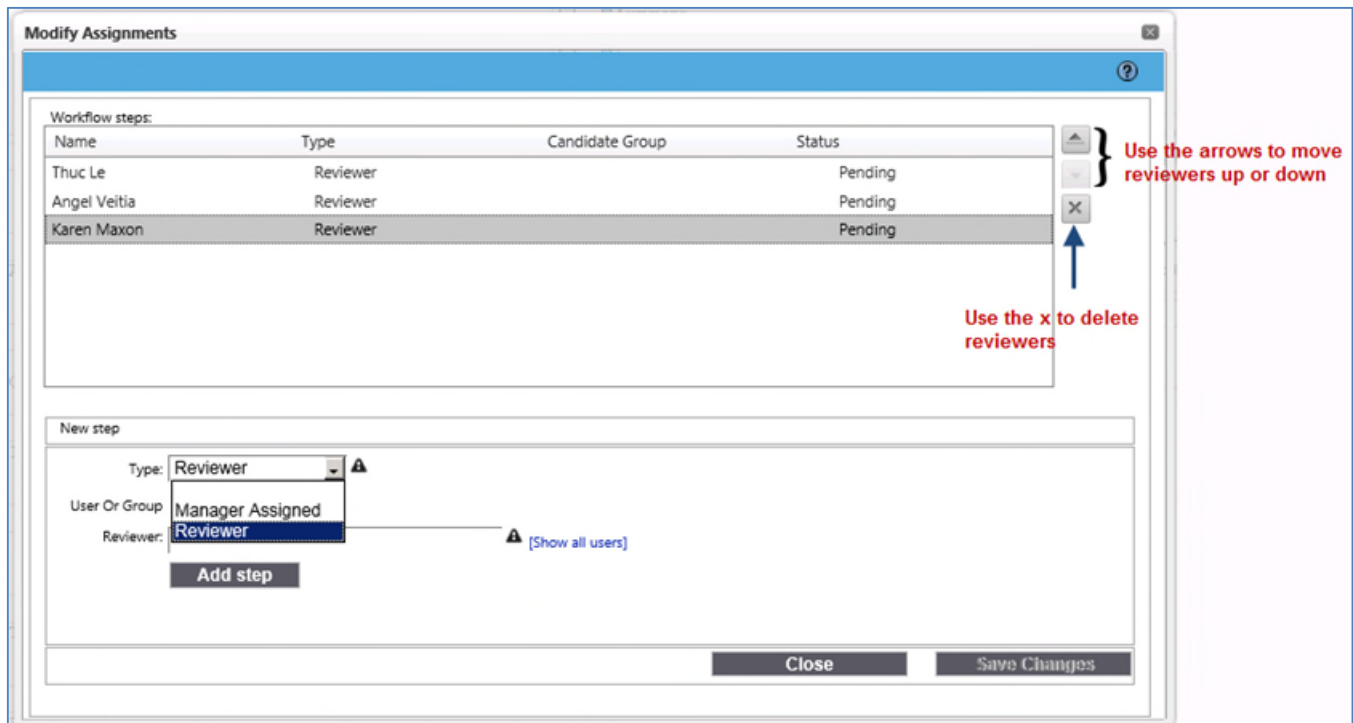 Modify Assignments
Workflow steps:
Name Type Candidate Group Status
Thuc Le Reviewer Pending
Angel Veitia Reviewer Pending
Karen Maxon Reviewer Pending
Use the arrows to move
reviewers up or down
Use the x to delete
reviewers
New step
Type: Reviewer
User Or Group
Manager Assigned
Reviewer
Reviewer:
[Show all users]
Add step
Close Save Changes